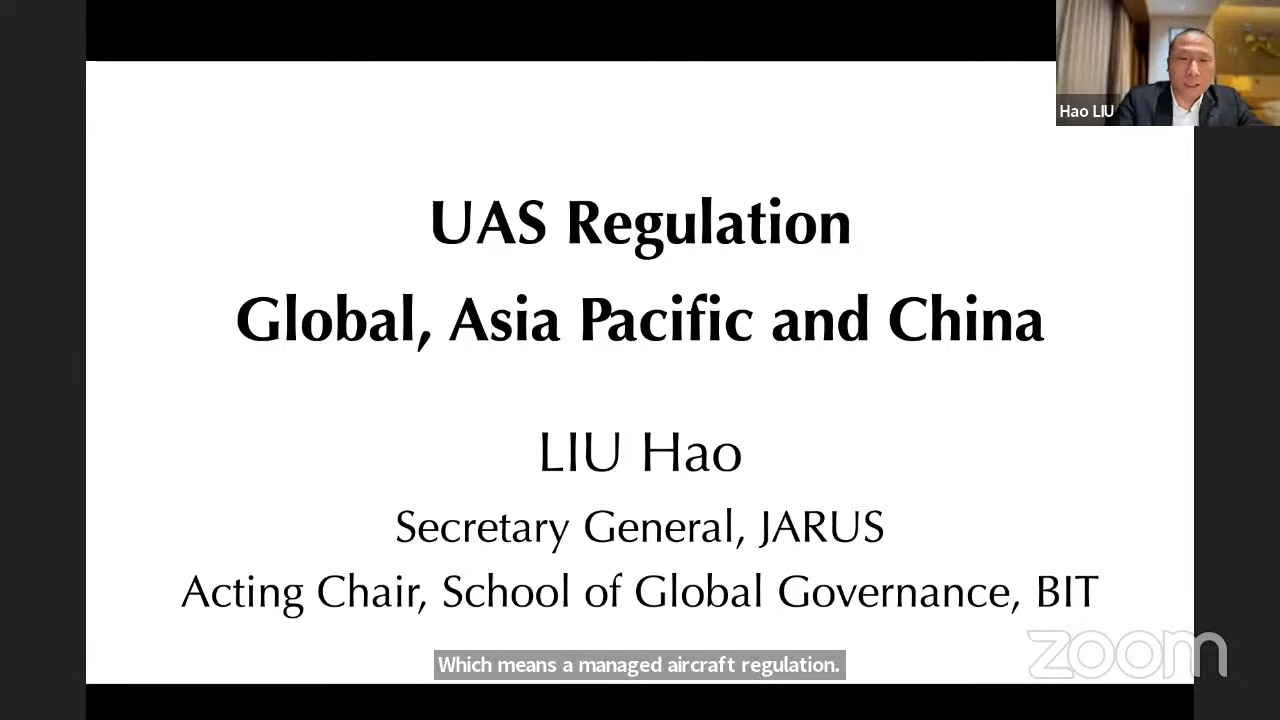 Hao LIU
UAS Regulation
Global, Asia Pacific and China
LIU Hao
Secretary General, JARUS
Acting Chair, School of Global Governance, BIT
zoom
Which means a managed aircraft regulation.